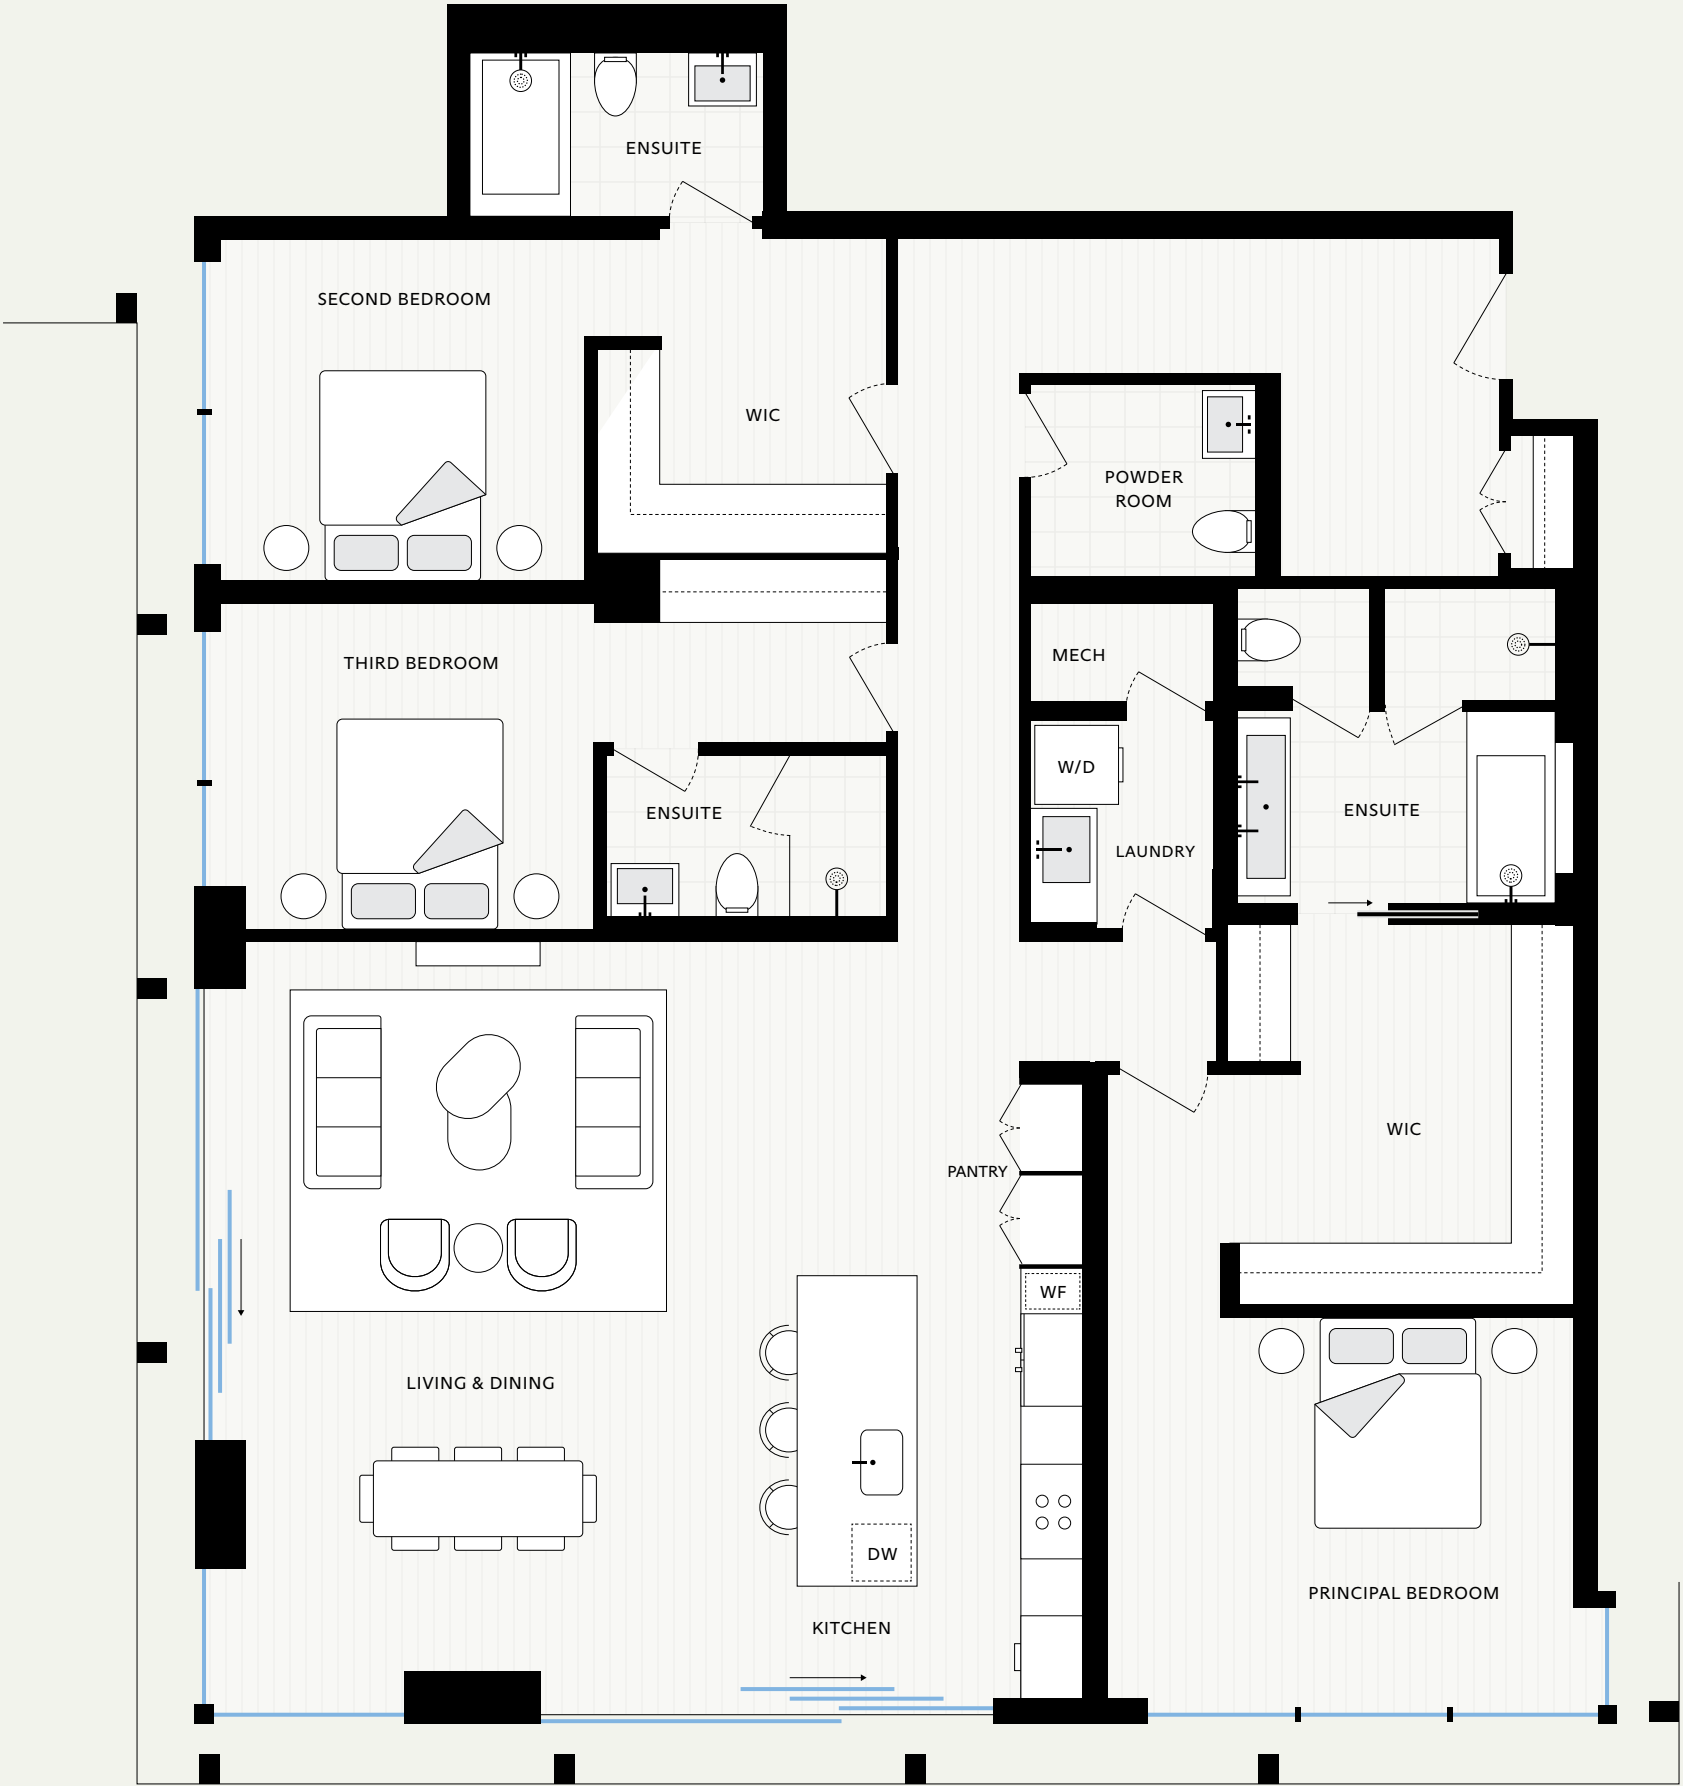 ENSUITE
SECOND BEDROOM
WIC
POWDER
ROOM
THIRD BEDROOM
MECH
W/D
ENSUITE
ENSUITE
LAUNDRY
WIC
PANTRY
WF
LIVING & DINING
DW
PRINCIPAL BEDROOM
KITCHEN